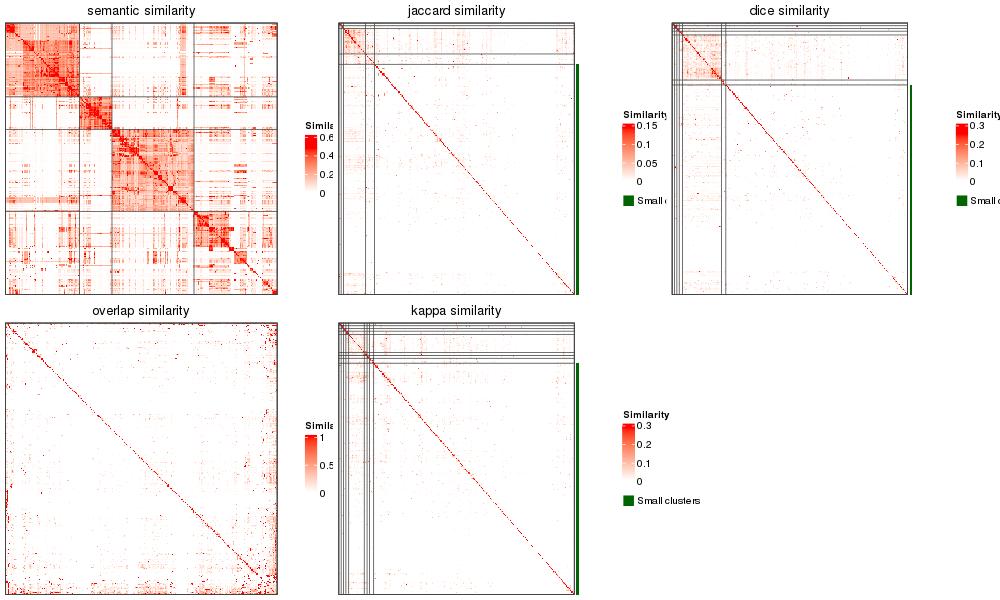 semantic similarity
jaccard similarity
dice similarity
Simila
0.6
0.4
0.2
0
Similarity
0.15
0.1
0.05
0
Small
Similarity
0.3
0.2
0.1
0
Small
overlap similarity
kappa similarity
Simila
1
0.5
0
Similarity
0.3
0.2
0.1
0
Small clusters